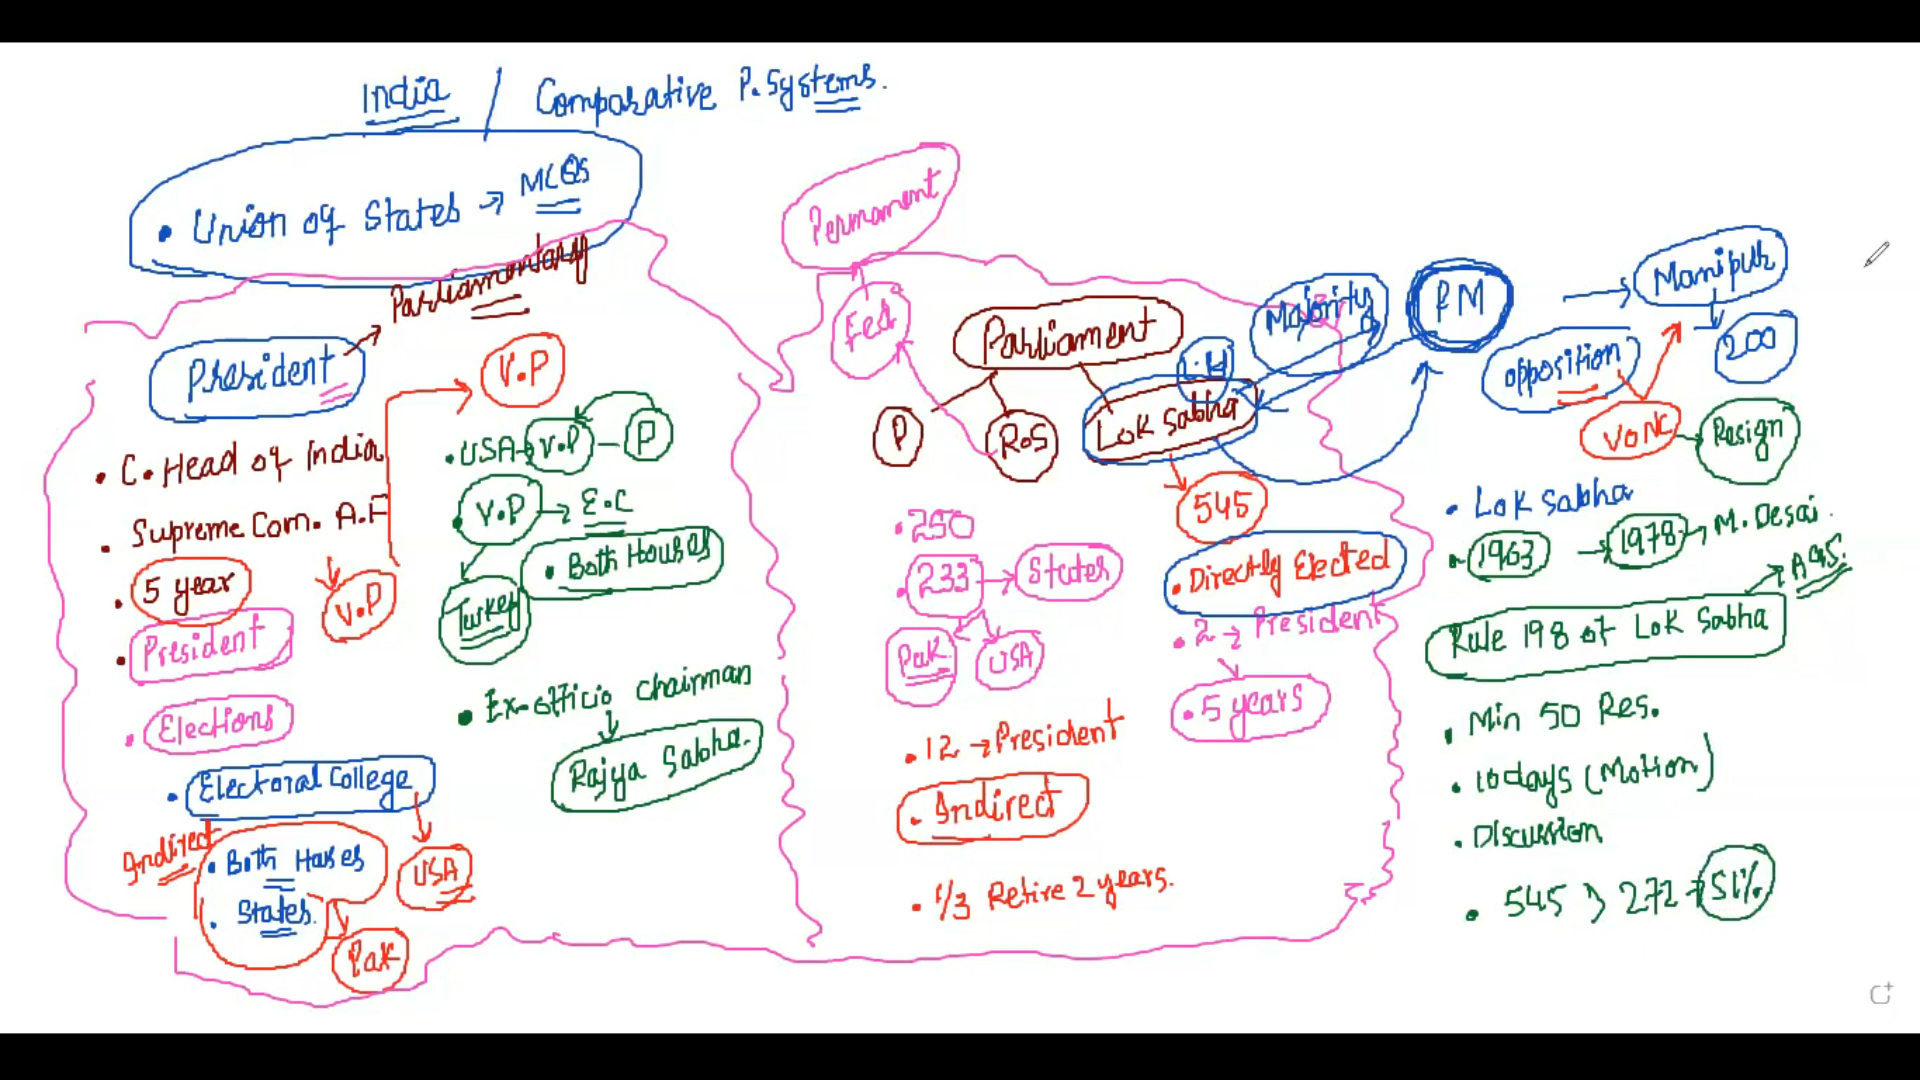 India / Comparative P. Systems.
• Union of States → MCQS
Parliamentary
President
• C. Head of India
• Supreme Com. A.F
• 5 year
V.P
• President
• Elections
• Electoral College
Indirect
• Both Houses
• States.
USA
Pak
V.P
• USA → V.P – P
• V.P → E.C
• Both Houses
Turkey
• Ex-officio chairman
Rajya Sabha.
Permanent
Fed
Parliament
P
RoS
L.H
Lok Sabha
Majority
PM
545
• 250
• 233 → States
Pak
USA
• 12 → President
• Indirect
• 1/3 Retire 2 years.
• Directly Elected
• 2 → President
• 5 years
Manipur
200
opposition
VONC
Resign
• Lok Sabha
• 1963 → 1978 → M. Desai.
Rule 198 of Lok Sabha
• Min 50 Res.
• 10 days (Motion)
• Discussion
• 545 > 272 → 51%